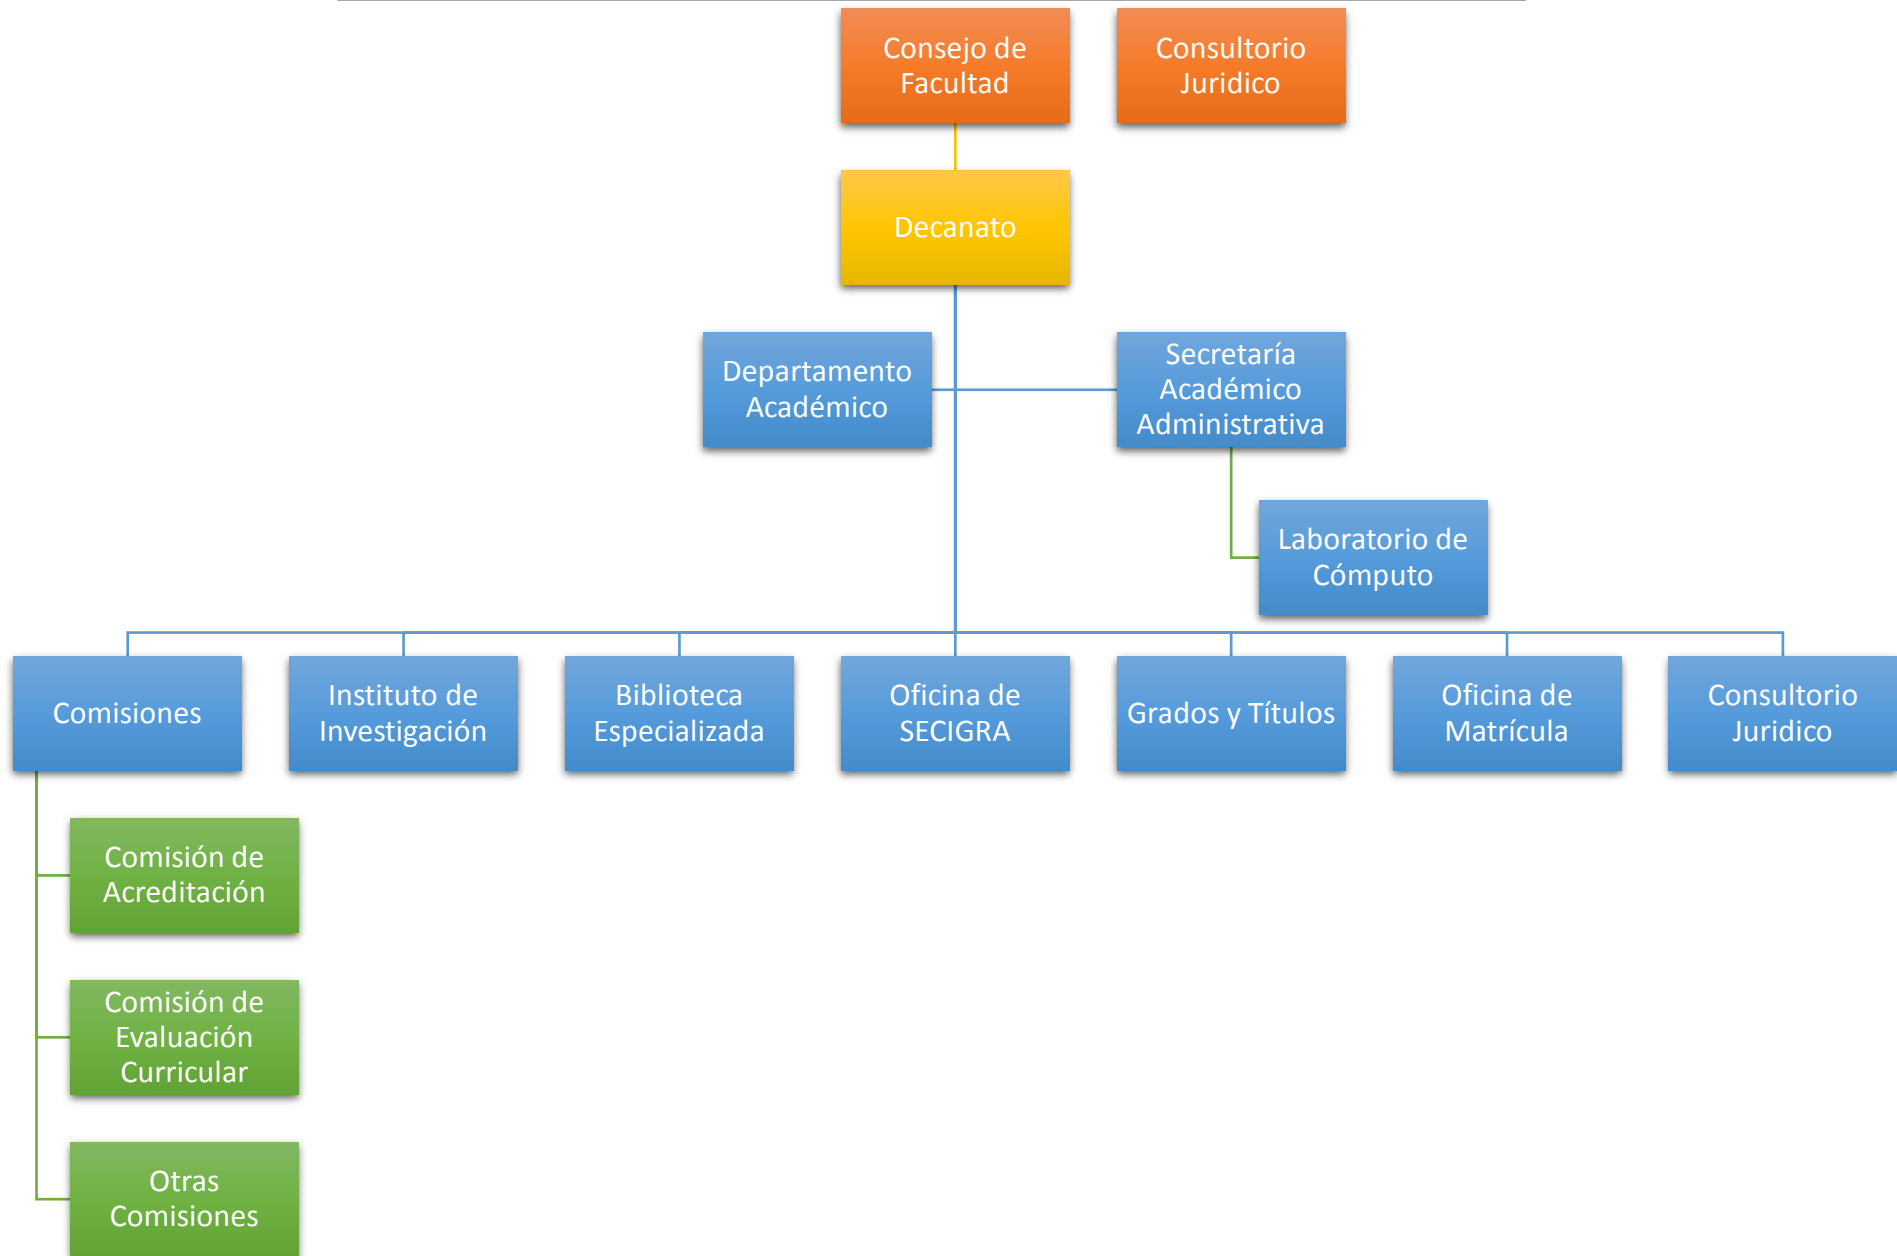 Consejo de
Facultad
Consultorio
Juridico
Decanato
Departamento
Académico
Secretaría
Académico
Administrativa
Laboratorio de
Cómputo
Comisiones
Instituto de
Investigación
Biblioteca
Especializada
Oficina de
SECIGRA
Grados y Títulos
Oficina de
Matrícula
Consultorio
Juridico
Comisión de
Acreditación
Comisión de
Evaluación
Curricular
Otras
Comisiones